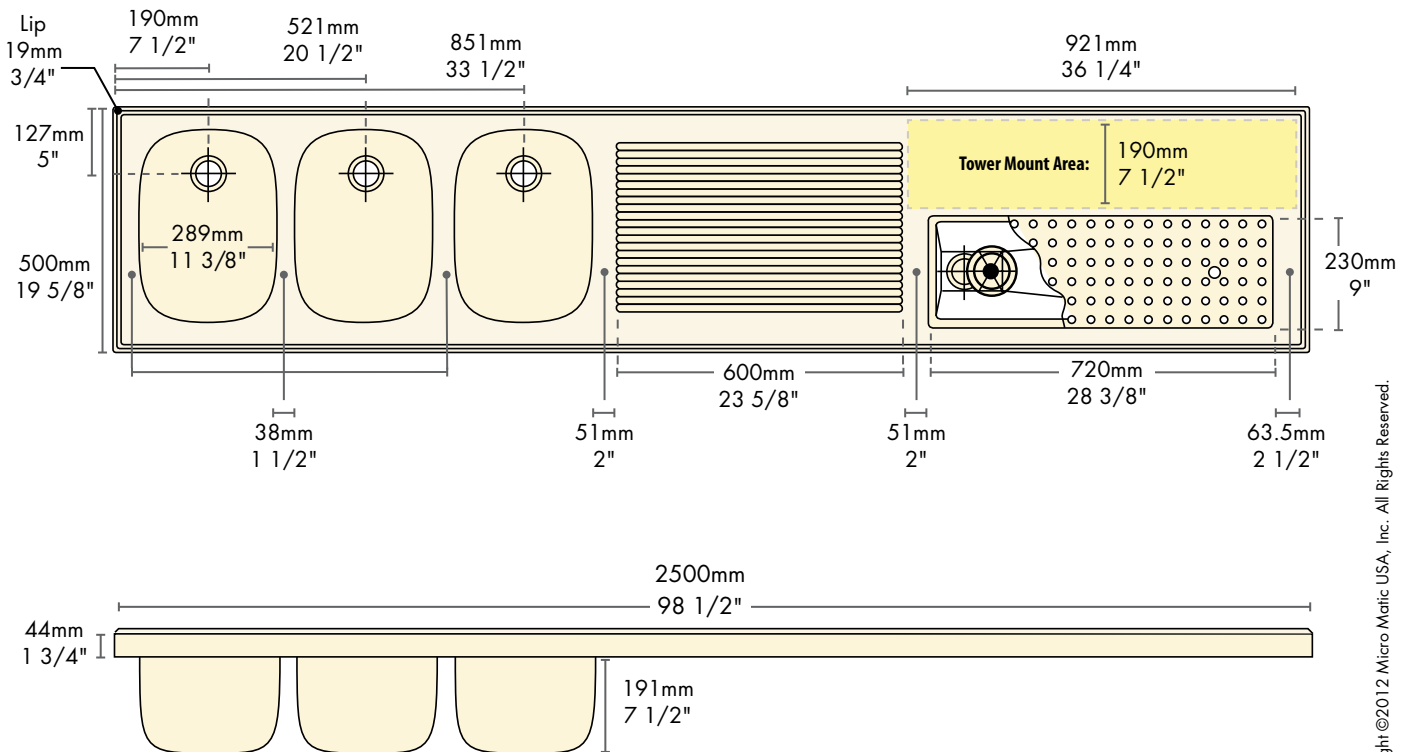 Lip
19mm
3/4"
190mm
7 1/2"
521mm
20 1/2"
851mm
33 1/2"
921mm
36 1/4"
127mm
5"
Tower Mount Area:
190mm
7 1/2"
289mm
11 3/8"
500mm
19 5/8"
230mm
9"
600mm
23 5/8"
720mm
28 3/8"
38mm
1 1/2"
51mm
2"
51mm
2"
63.5mm
2 1/2"
2500mm
98 1/2"
44mm
1 3/4"
191mm
7 1/2"
ght ©2012 Micro Matic USA, Inc. All Rights Reserved.